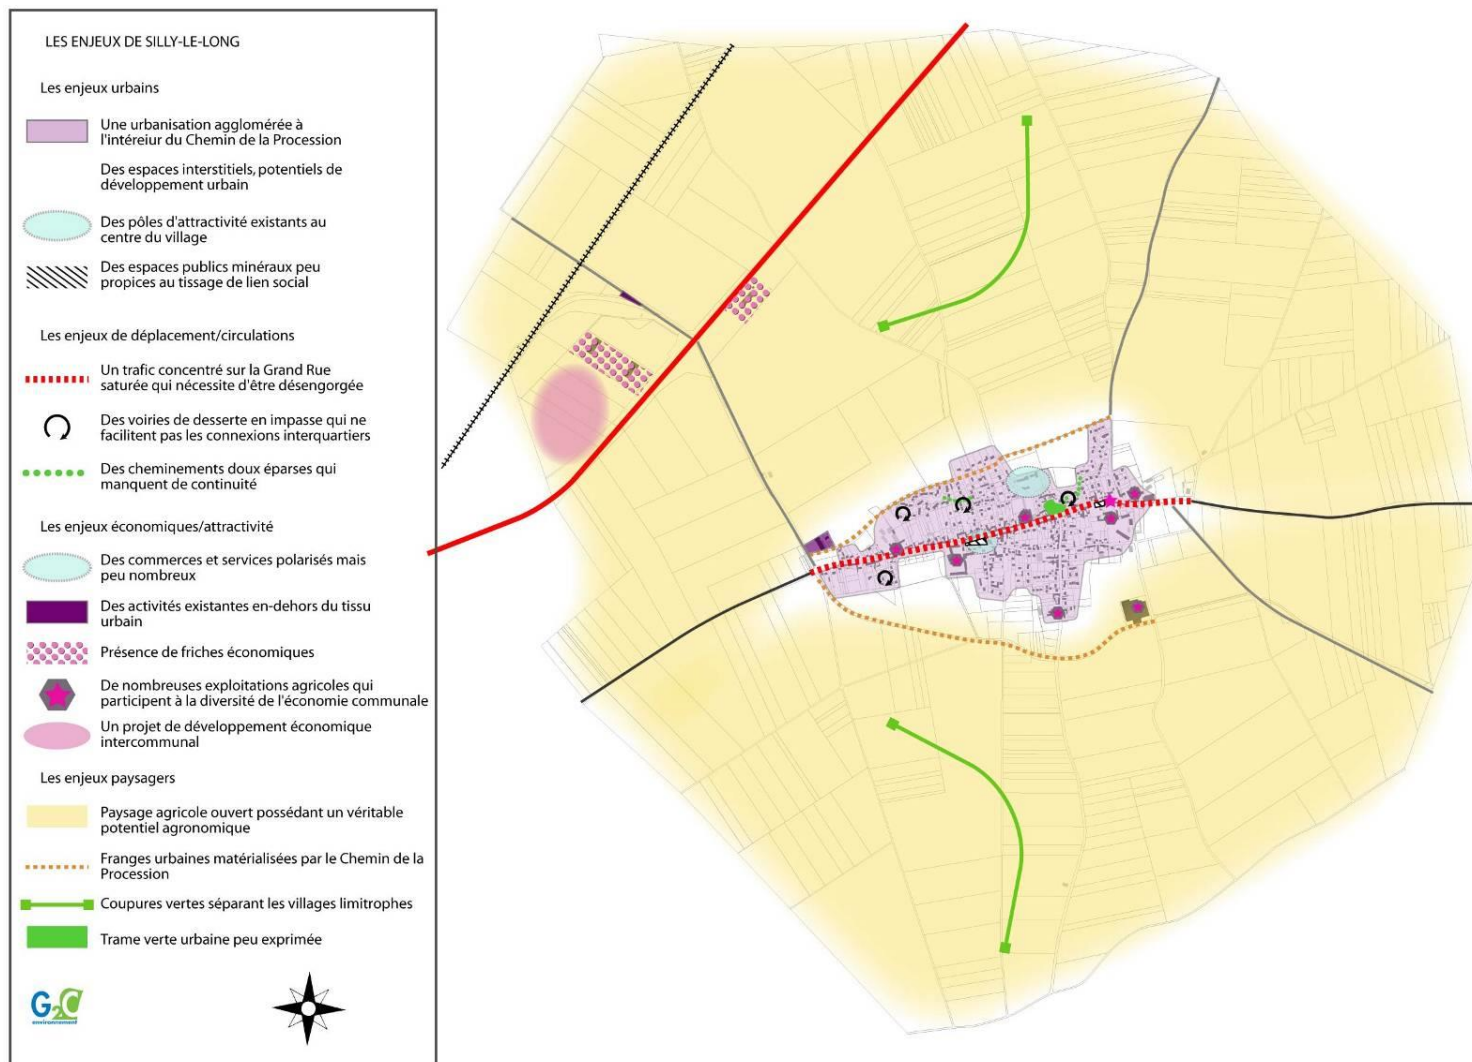 LES ENJEUX DE SILLY-LE-LONG
Les enjeux urbains
Une urbanisation agglomérée à
l'intéreiur du Chemin de la Procession
Des espaces interstitiels, potentiels de
développement urbain
Des pôles d'attractivité existants au
centre du village
Des espaces publics minéraux peu
propices au tissage de lien social
Les enjeux de déplacement/circulations
Un trafic concentré sur la Grand Rue
saturée qui nécessite d'être désengorgée
Des voiries de desserte en impasse qui ne
facilitent pas les connexions interquartiers
Des cheminements doux éparses qui
manquent de continuité
Les enjeux économiques/attractivité
Des commerces et services polarisés mais
peu nombreux
Des activités existantes en-dehors du tissu
urbain
Présence de friches économiques
De nombreuses exploitations agricoles qui
participent à la diversité de l'économie communale
Un projet de développement économique
intercommunal
Les enjeux paysagers
Paysage agricole ouvert possédant un véritable
potentiel agronomique
Franges urbaines matérialisées par le Chemin de la
Procession
Coupures vertes séparant les villages limitrophes
Trame verte urbaine peu exprimée
G2C
environnement